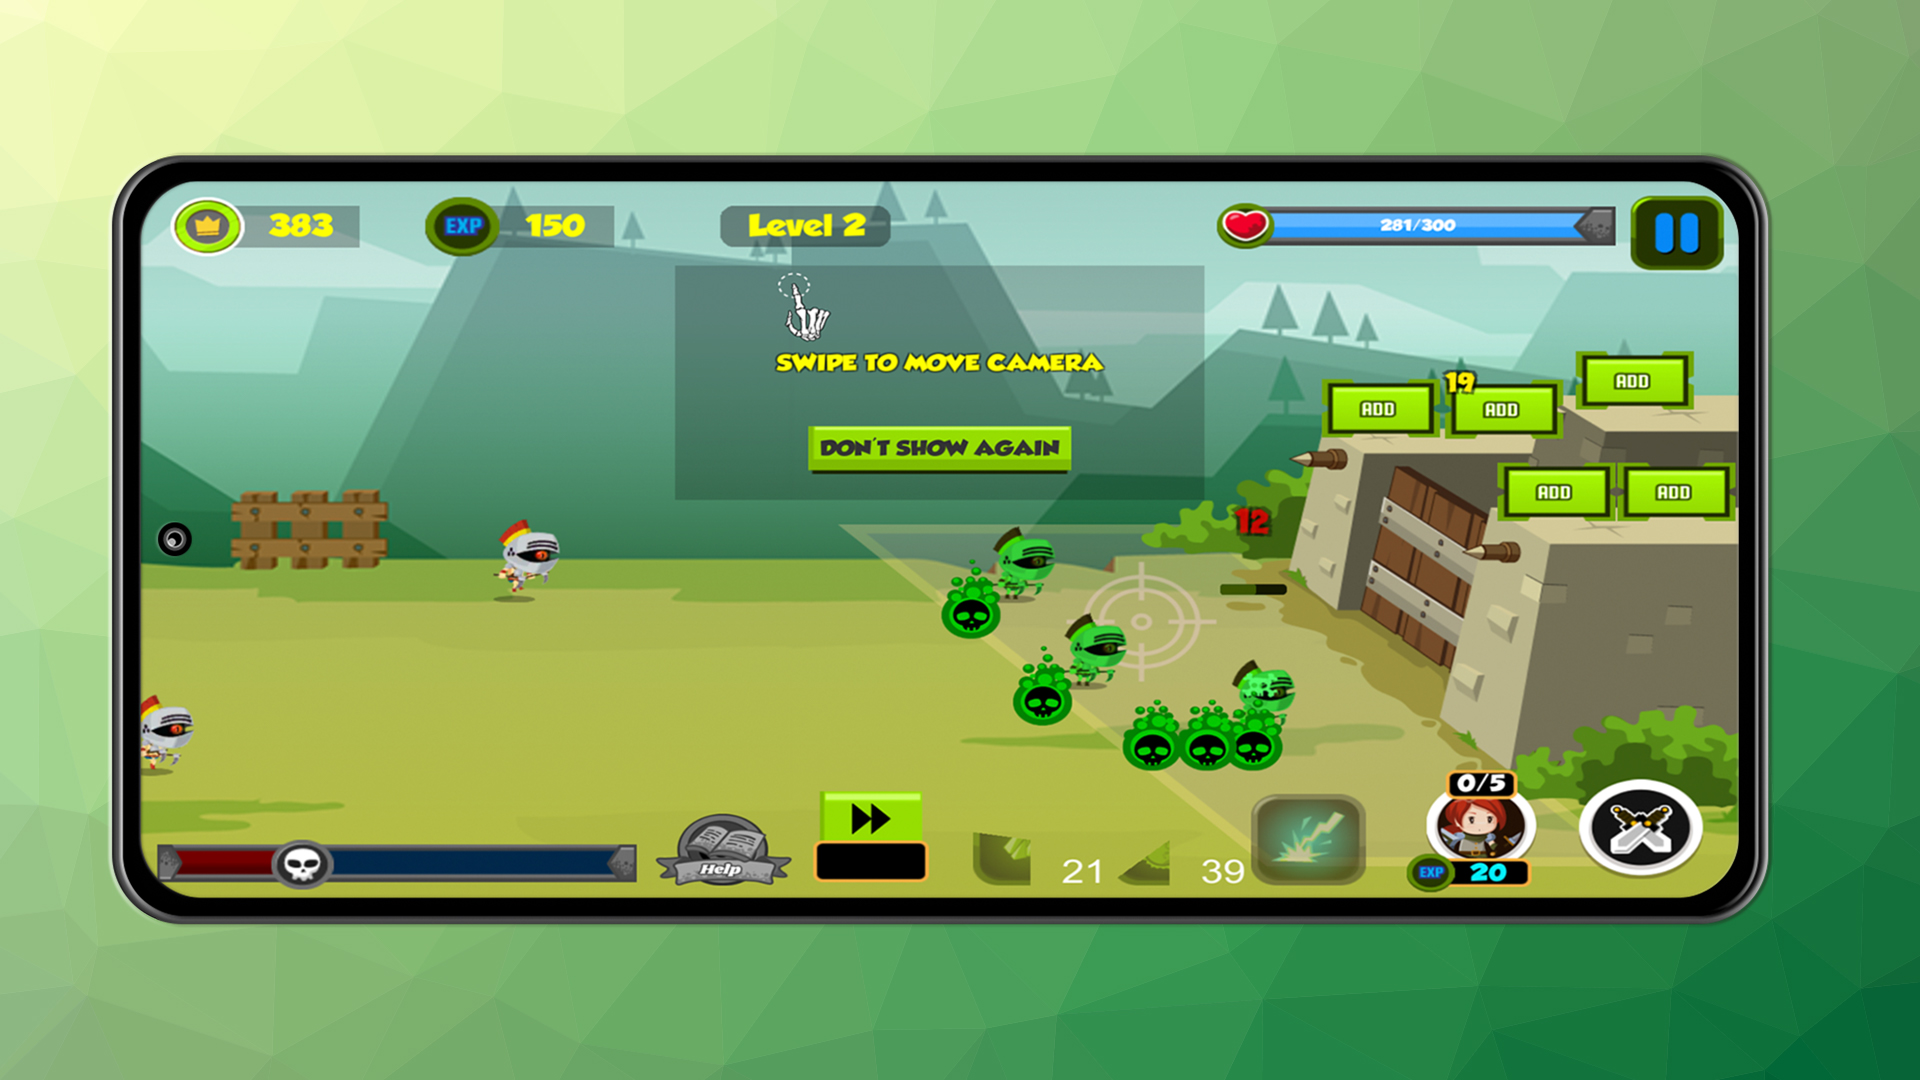 383
EXP 150
Level 2
281/300
SWIPE TO MOVE CAMERA
DON'T SHOW AGAIN
ADD
19
ADD
ADD
ADD
ADD
12
Help
21
39
0/5
EXP 20